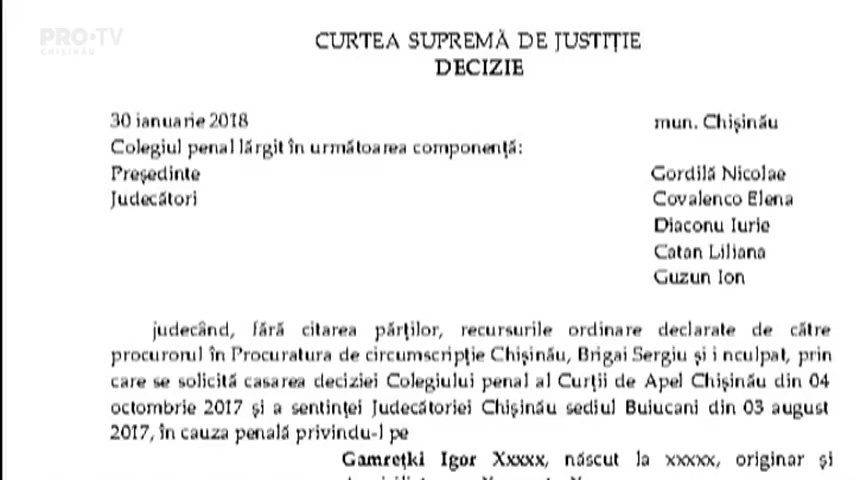 PRO•TV
CHIȘINĂU
CURTEA SUPREMĂ DE JUSTIȚIE
DECIZIE
30 ianuarie 2018 mun. Chișinău
Colegiul penal lărgit în următoarea componență:
Președinte Gordilă Nicolae
Judecători Covalenco Elena
Diaconu Iurie
Catan Liliana
Guzun Ion
judecând, fără citarea părților, recursurile ordinare declarate de către
procurorul în Procuratura de circumscripție Chișinău, Brigai Sergiu și i nculpat, prin
care se solicită casarea deciziei Colegiului penal al Curții de Apel Chișinău din 04
octombrie 2017 și a sentinței Judecătoriei Chișinău sediul Buiucani din 03 august
2017, în cauza penală privindu-l pe
Gamrețki Igor Xxxxx, născut la xxxxx, originar și